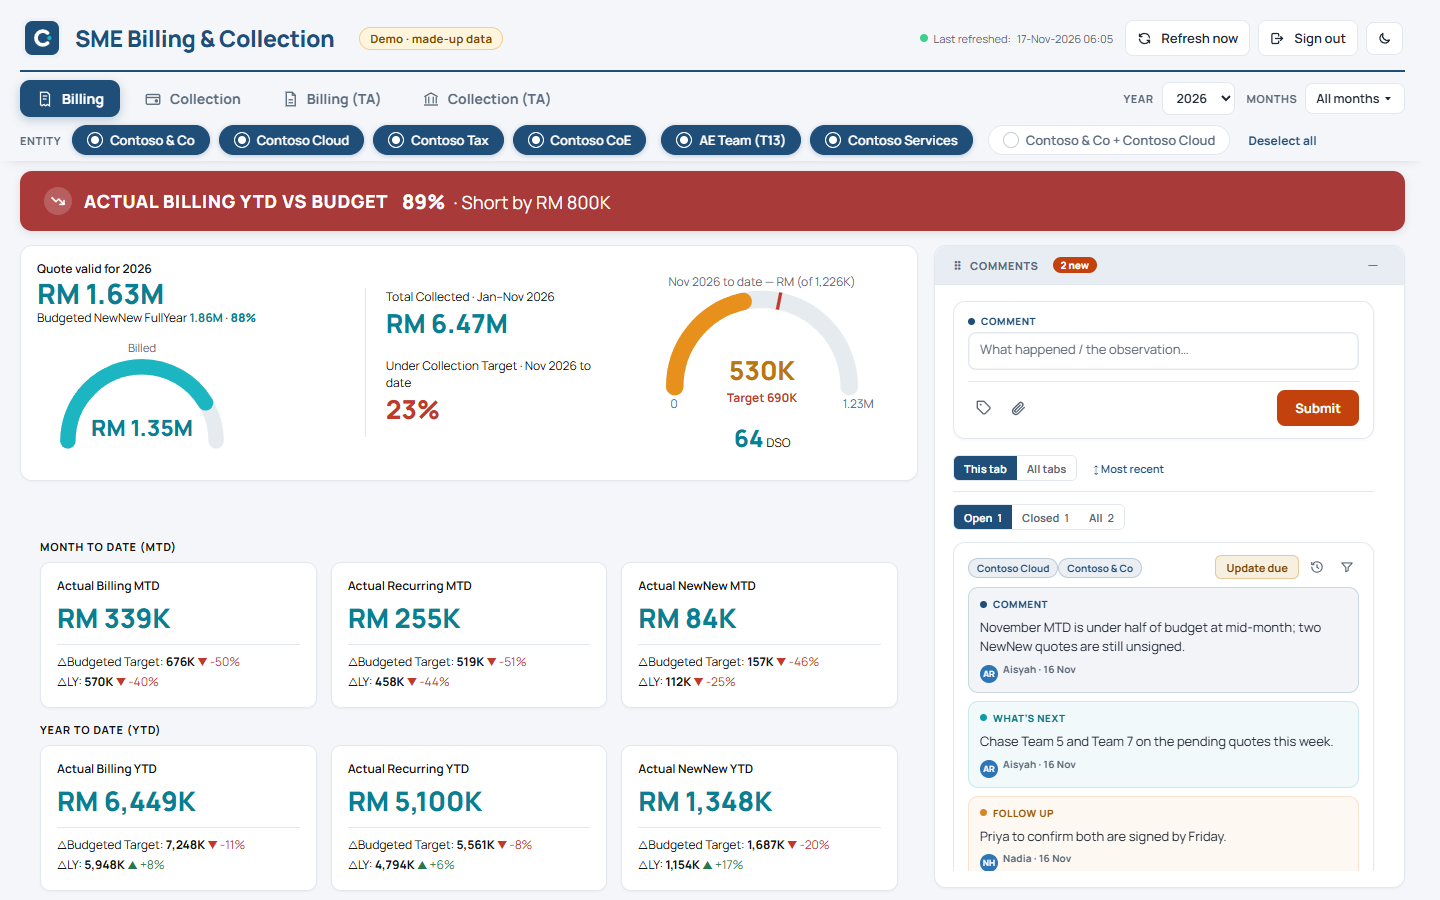 SME Billing & Collection
Demo · made-up data
Last refreshed: 17-Nov-2026 06:05
Refresh now
Sign out
Billing
Collection
Billing (TA)
Collection (TA)
YEAR
2026
MONTHS
All months
ENTITY
Contoso & Co
Contoso Cloud
Contoso Tax
Contoso CoE
AE Team (T13)
Contoso Services
Contoso & Co + Contoso Cloud
Deselect all
ACTUAL BILLING YTD VS BUDGET 89% · Short by RM 800K
Quote valid for 2026
RM 1.63M
Budgeted NewNew FullYear 1.86M · 88%
Billed
RM 1.35M
Total Collected · Jan–Nov 2026
RM 6.47M
Under Collection Target · Nov 2026 to
date
23%
Nov 2026 to date — RM (of 1,226K)
530K
Target 690K
0
1.23M
64 DSO
COMMENTS
2 new
COMMENT
What happened / the observation...
Submit
This tab
All tabs
↕ Most recent
Open 1
Closed 1
All 2
Contoso Cloud
Contoso & Co
Update due
COMMENT
November MTD is under half of budget at mid-month; two
NewNew quotes are still unsigned.
AR Aisyah · 16 Nov
WHAT'S NEXT
Chase Team 5 and Team 7 on the pending quotes this week.
AR Aisyah · 16 Nov
FOLLOW UP
Priya to confirm both are signed by Friday.
NH Nadia · 16 Nov
MONTH TO DATE (MTD)
Actual Billing MTD
RM 339K
△Budgeted Target: 676K ▼ -50%
△LY: 570K ▼ -40%
Actual Recurring MTD
RM 255K
△Budgeted Target: 519K ▼ -51%
△LY: 458K ▼ -44%
Actual NewNew MTD
RM 84K
△Budgeted Target: 157K ▼ -46%
△LY: 112K ▼ -25%
YEAR TO DATE (YTD)
Actual Billing YTD
RM 6,449K
△Budgeted Target: 7,248K ▼ -11%
△LY: 5,948K ▲ +8%
Actual Recurring YTD
RM 5,100K
△Budgeted Target: 5,561K ▼ -8%
△LY: 4,794K ▲ +6%
Actual NewNew YTD
RM 1,348K
△Budgeted Target: 1,687K ▼ -20%
△LY: 1,154K ▲ +17%